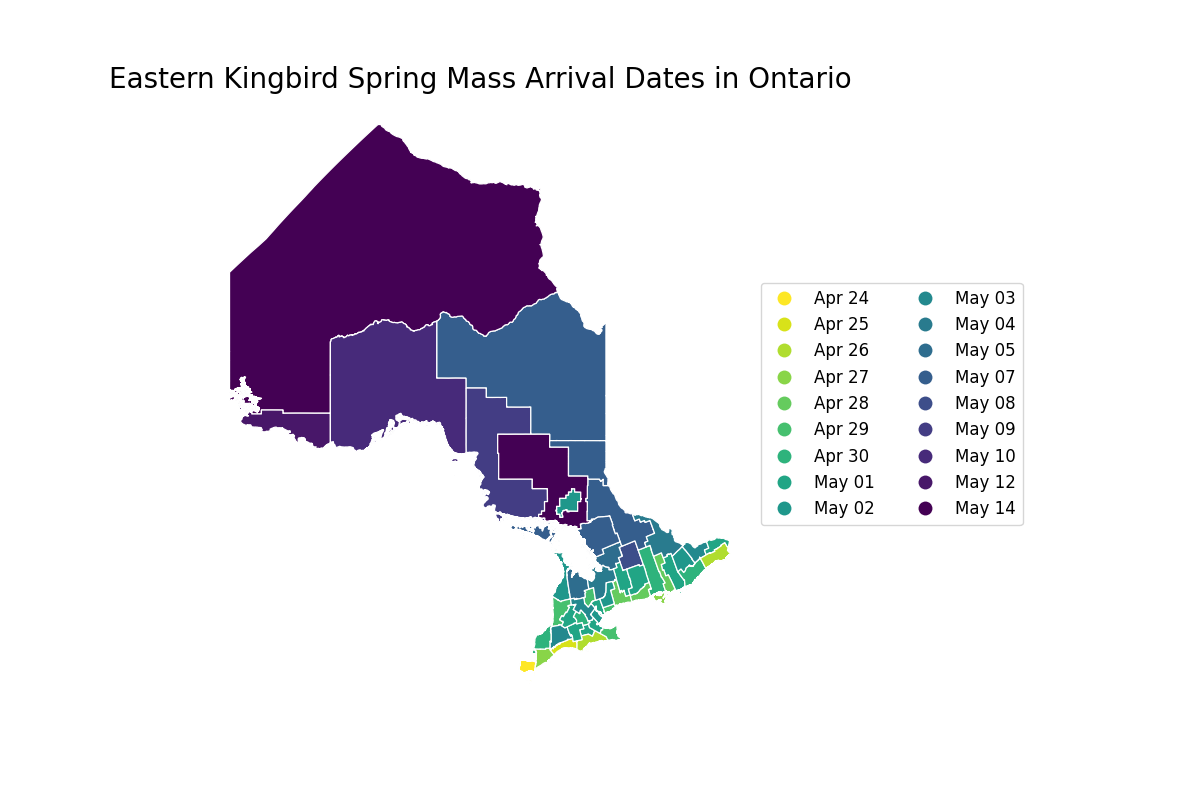 Eastern Kingbird Spring Mass Arrival Dates in Ontario
Apr 24
Apr 25
Apr 26
Apr 27
Apr 28
Apr 29
Apr 30
May 01
May 02
May 03
May 04
May 05
May 07
May 08
May 09
May 10
May 12
May 14